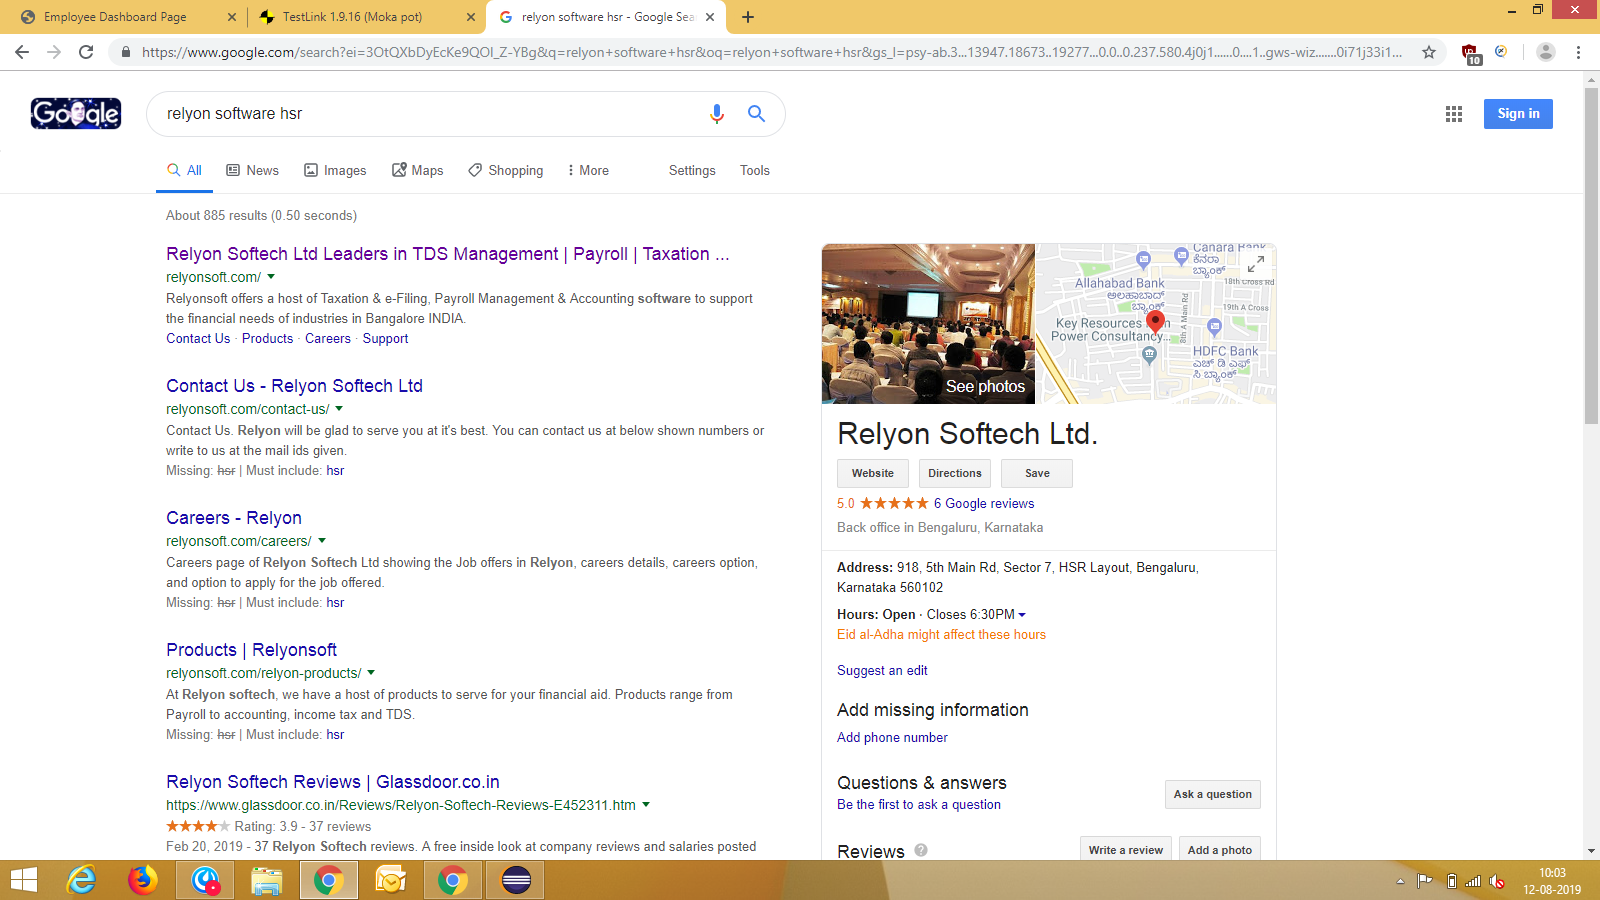 Employee Dashboard Page
TestLink 1.9.16 (Moka pot)
relyon software hsr - Google Sea
https://www.google.com/search?ei=3OtQXbDyEcKe9QOI_Z-YBg&q=relyon+software+hsr&oq=relyon+software+hsr&gs_l=psy-ab.3...13947.18673..19277...0.0..0.237.580.4j0j1......0....1..gws-wiz.......0i71j33i1...
10
Google
relyon software hsr
Sign in
All
News
Images
Maps
Shopping
More
Settings
Tools
About 885 results (0.50 seconds)
Relyon Softech Ltd Leaders in TDS Management | Payroll | Taxation ...
relyonsoft.com/
Relyonsoft offers a host of Taxation & e-Filing, Payroll Management & Accounting software to support
the financial needs of industries in Bangalore INDIA.
Contact Us · Products · Careers · Support
Contact Us - Relyon Softech Ltd
relyonsoft.com/contact-us/
Contact Us. Relyon will be glad to serve you at it's best. You can contact us at below shown numbers or
write to us at the mail ids given.
Missing: hsr | Must include: hsr
Careers - Relyon
relyonsoft.com/careers/
Careers page of Relyon Softech Ltd showing the Job offers in Relyon, careers details, careers option,
and option to apply for the job offered.
Missing: hsr | Must include: hsr
Products | Relyonsoft
relyonsoft.com/relyon-products/
At Relyon softech, we have a host of products to serve for your financial aid. Products range from
Payroll to accounting, income tax and TDS.
Missing: hsr | Must include: hsr
Relyon Softech Reviews | Glassdoor.co.in
https://www.glassdoor.co.in/Reviews/Relyon-Softech-Reviews-E452311.htm
Rating: 3.9 - 37 reviews
Feb 20, 2019 - 37 Relyon Softech reviews. A free inside look at company reviews and salaries posted
See photos
Canara Bank
ಕೆನರಾ
ಬ್ಯಾಂಕ್
Allahabad Bank
ಅಲಹಾಬಾದ್
ಬ್ಯಾಂಕ್
18th Cross Rd
19th A Cross
8th A Main Rd
Key Resources
Power Consultancy...
HDFC Bank
ಎಚ್ ಡಿ ಎಫ್
ಸಿ ಬ್ಯಾಂಕ್
Relyon Softech Ltd.
Website
Directions
Save
5.0
6 Google reviews
Back office in Bengaluru, Karnataka
Address: 918, 5th Main Rd, Sector 7, HSR Layout, Bengaluru,
Karnataka 560102
Hours: Open · Closes 6:30PM
Eid al-Adha might affect these hours
Suggest an edit
Add missing information
Add phone number
Questions & answers
Be the first to ask a question
Ask a question
Reviews
Write a review
Add a photo
10:03
12-08-2019